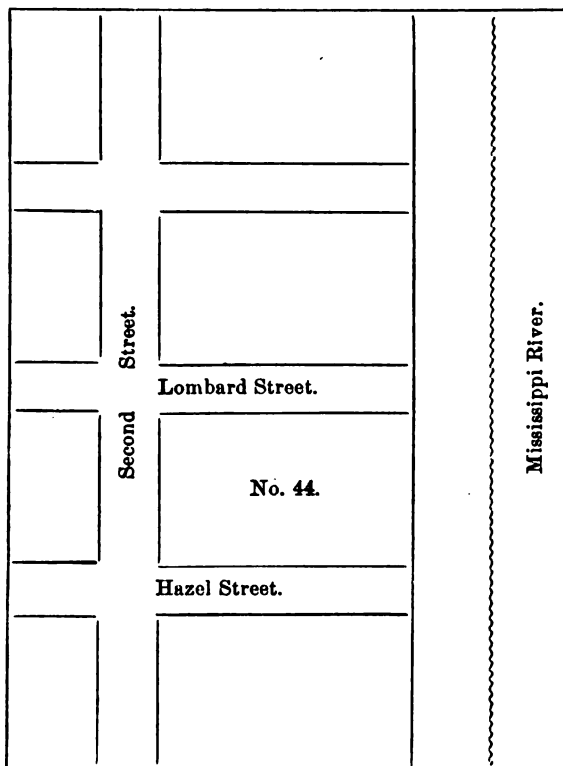 Second Street.
Lombard Street.
No. 44.
Hazel Street.
Mississippi River.